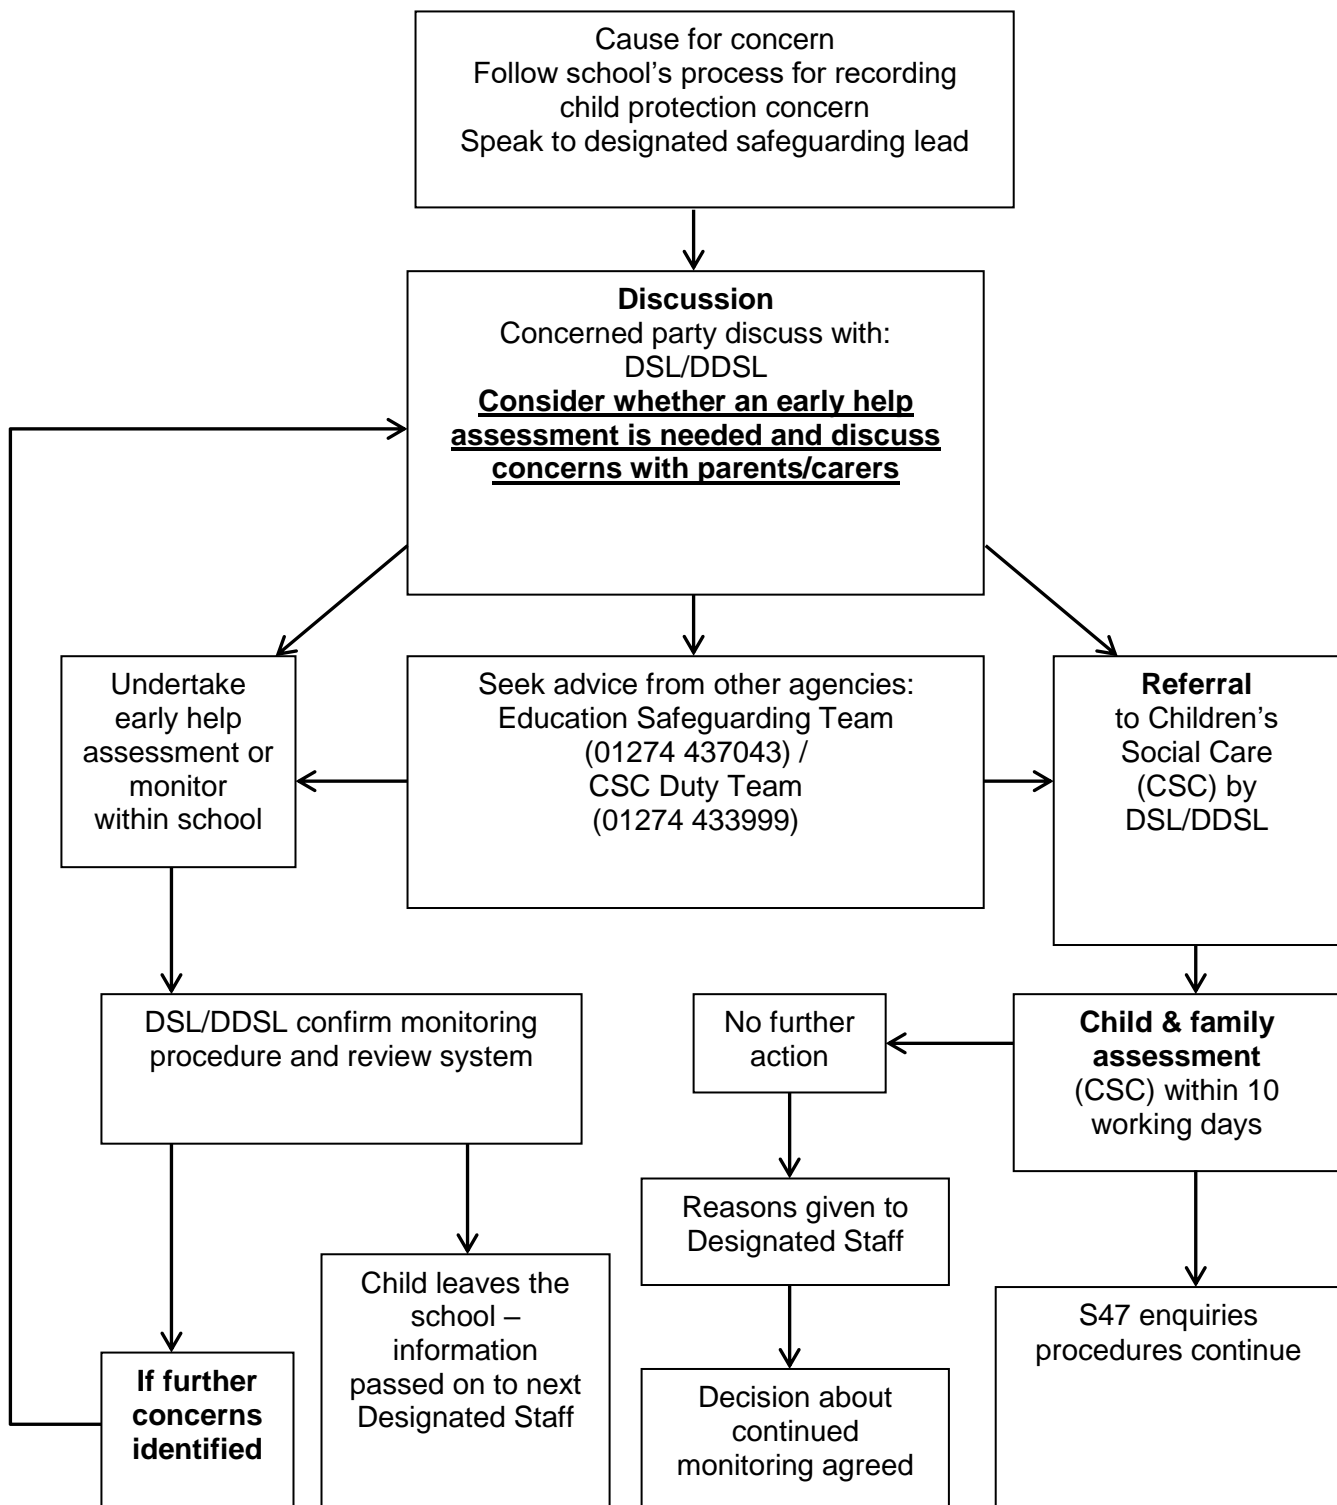 Cause for concern
Follow school's process for recording
child protection concern
Speak to designated safeguarding lead
Discussion
Concerned party discuss with:
DSL/DDSL
Consider whether an early help
assessment is needed and discuss
concerns with parents/carers
Undertake
early help
assessment or
monitor
within school
Seek advice from other agencies:
Education Safeguarding Team
(01274 437043) /
CSC Duty Team
(01274 433999)
Referral
to Children's
Social Care
(CSC) by
DSL/DDSL
DSL/DDSL confirm monitoring
procedure and review system
No further
action
Child & family
assessment
(CSC) within 10
working days
Reasons given to
Designated Staff
Child leaves the
school –
information
passed on to next
Designated Staff
S47 enquiries
procedures continue
If further
concerns
identified
Decision about
continued
monitoring agreed